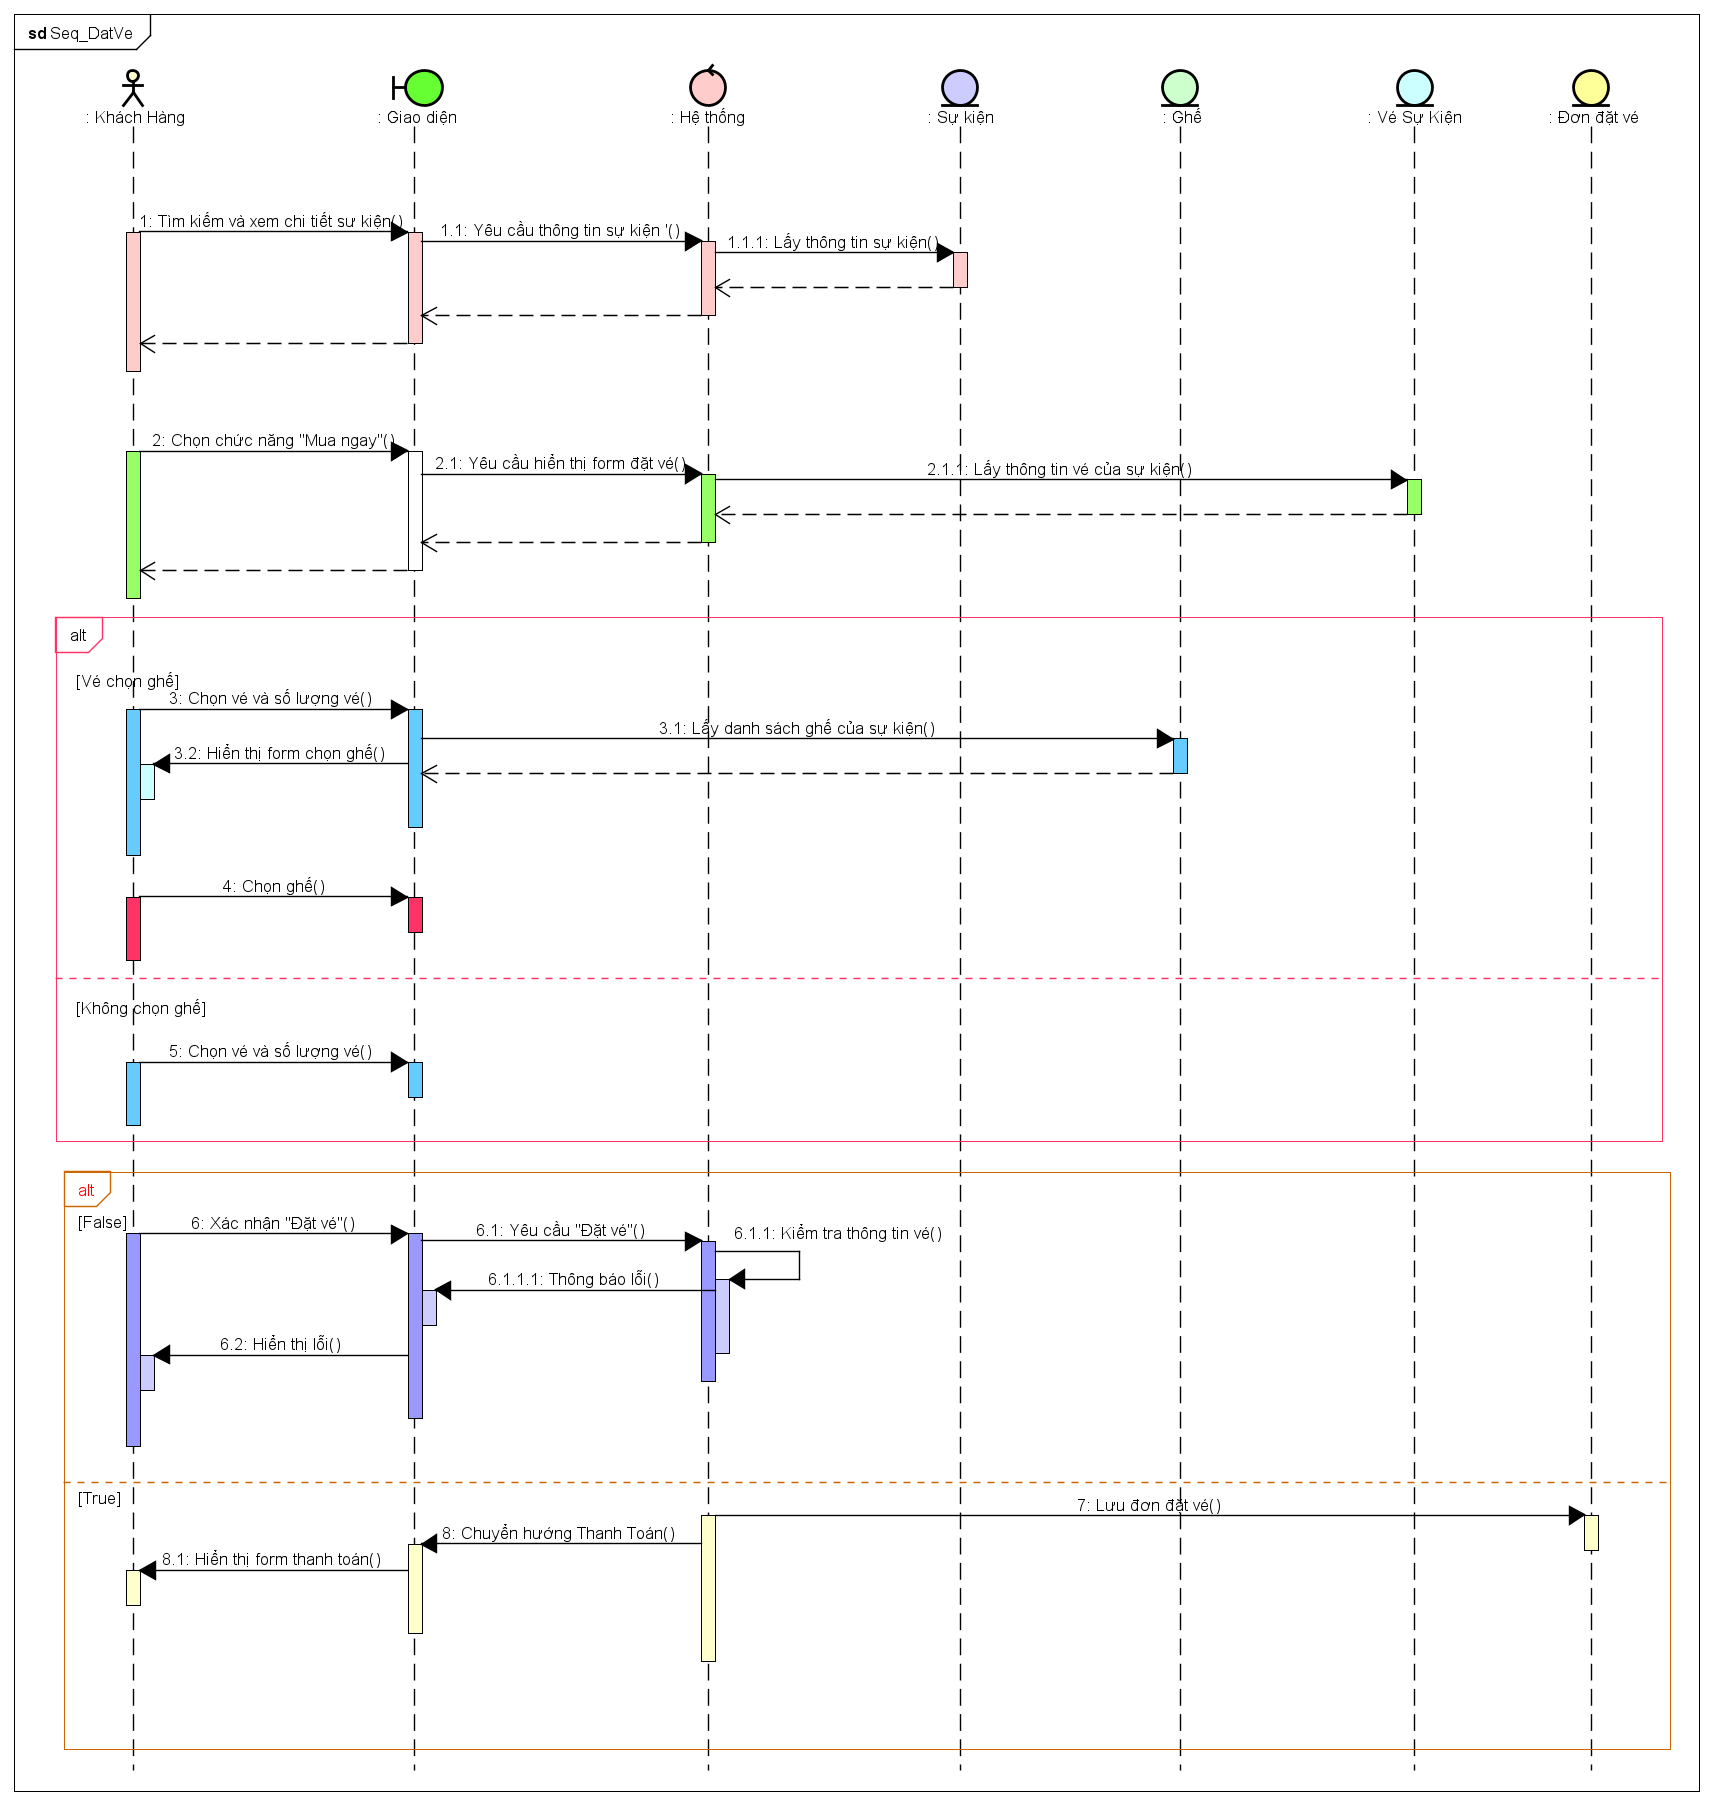 sd Seq_DatVe
: Khách Hàng
: Giao diện
: Hệ thống
: Sự kiện
: Ghế
: Vé Sự Kiện
: Đơn đặt vé
1: Tìm kiếm và xem chi tiết sư kiện()
1.1: Yêu cầu thông tin sự kiện '()
1.1.1: Lấy thông tin sự kiện()
2: Chọn chức năng "Mua ngay"()
2.1: Yêu cầu hiển thị form đặt vé()
2.1.1: Lấy thông tin vé của sự kiện()
alt
[Vé chọn ghế]
3: Chọn vé và số lượng vé()
3.1: Lấy danh sách ghế của sự kiện()
3.2: Hiển thị form chọn ghế()
4: Chọn ghế()
[Không chọn ghế]
5: Chọn vé và số lượng vé()
alt
[False]
6: Xác nhận "Đặt vé"()
6.1: Yêu cầu "Đặt vé"()
6.1.1: Kiểm tra thông tin vé()
6.1.1.1: Thông báo lỗi()
6.2: Hiển thị lỗi()
[True]
7: Lưu đơn đặt vé()
8: Chuyển hướng Thanh Toán()
8.1: Hiển thị form thanh toán()